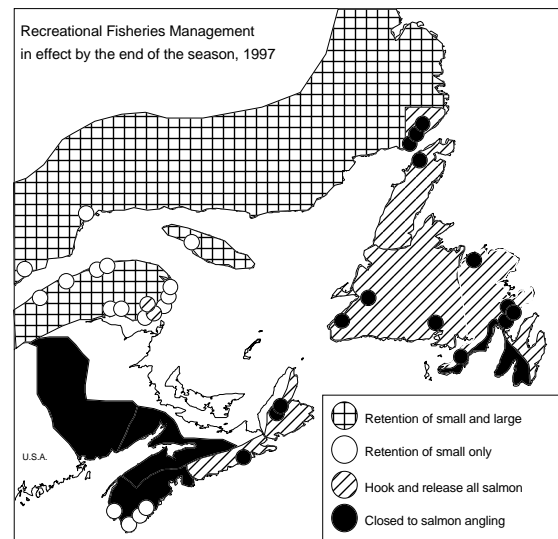 Recreational Fisheries Management
in effect by the end of the season, 1997
U.S.A.
Retention of small and large
Retention of small only
Hook and release all salmon
Closed to salmon angling